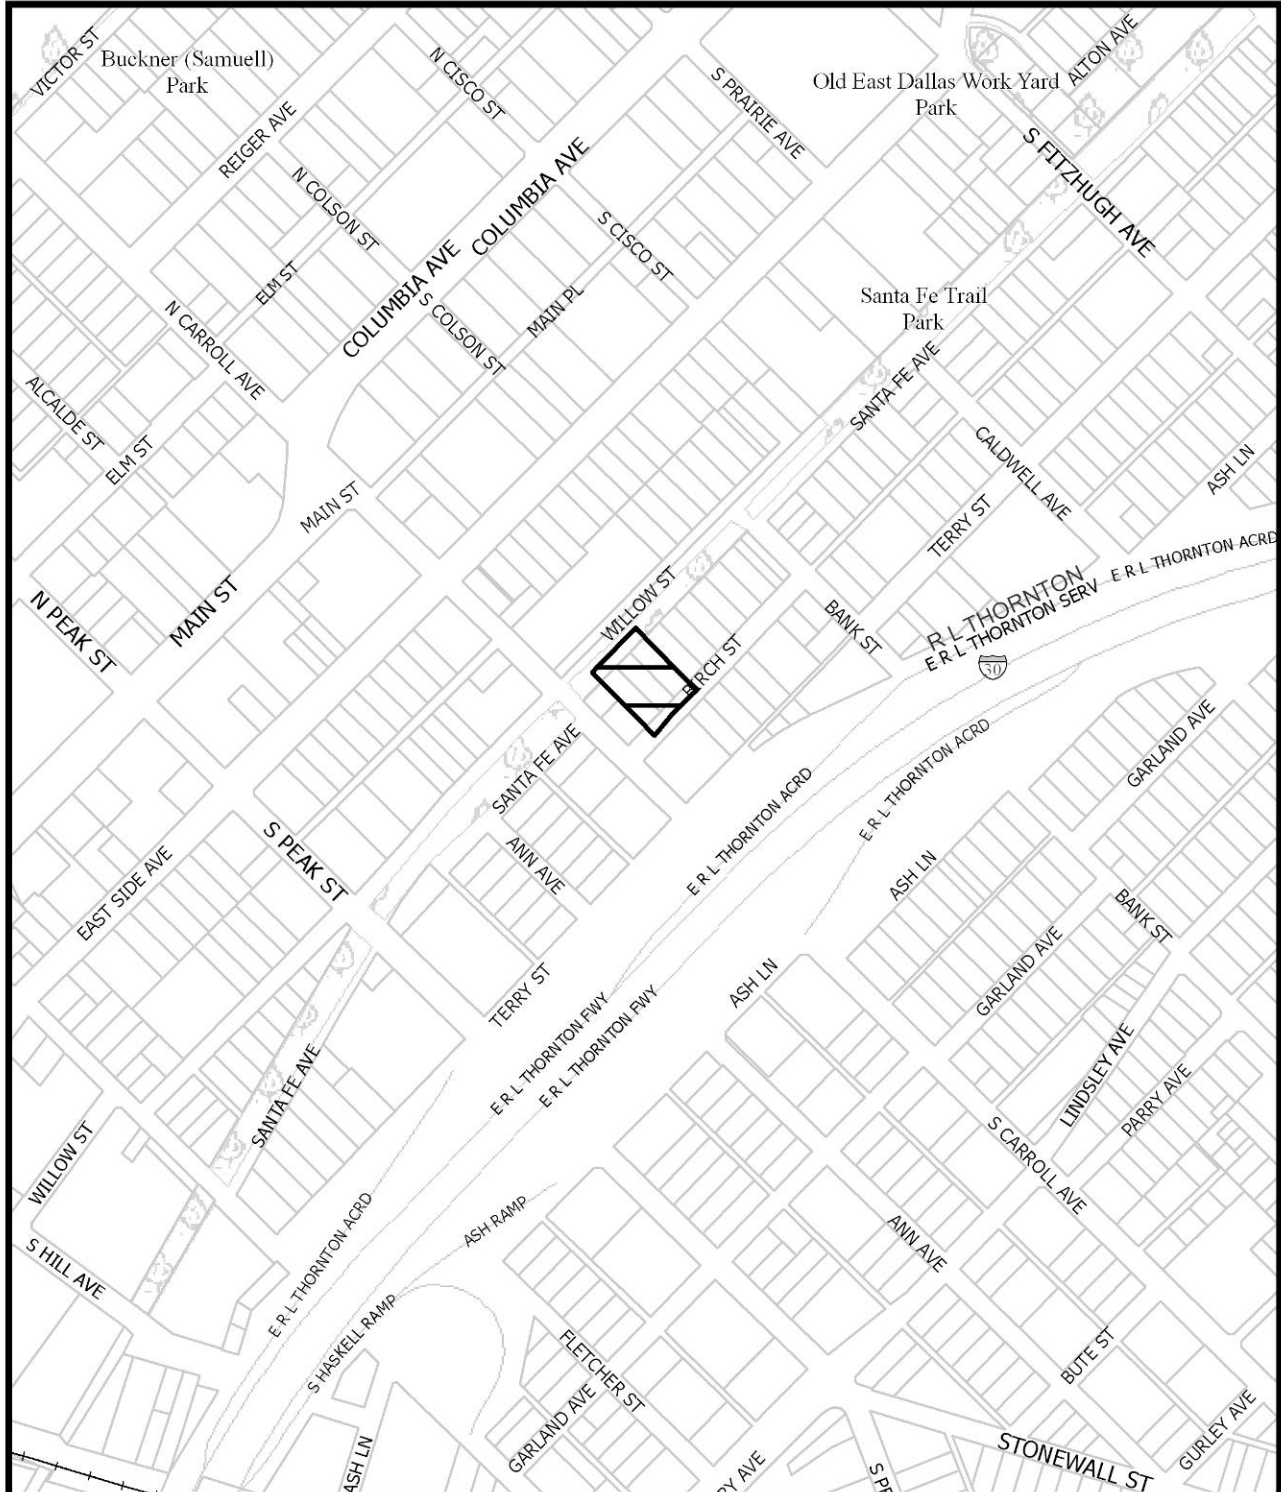 VICTOR ST
Buckner (Samuell)
Park
N CISCO ST
S PRAIRIE AVE
Old East Dallas Work Yard
Park
ALTON AVE
REIGER AVE
S FITZHUGH AVE
N COLSON ST
COLUMBIA AVE
S CISCO ST
ELM ST
COLUMBIA AVE
MAIN PL
Santa Fe Trail
Park
N CARROLL AVE
S COLSON ST
SANTA FE AVE
ALCALDE ST
ELM ST
CALDWELL AVE
ASH LN
MAIN ST
TERRY ST
E R L THORNTON ACRD
N PEAK ST
MAIN ST
WILLOW ST
BANK ST
R L THORNTON
E R L THORNTON SERV
30
BIRCH ST
SANTA FE AVE
GARLAND AVE
E R L THORNTON ACRD
E R L THORNTON ACRD
S PEAK ST
ANN AVE
EAST SIDE AVE
ASH LN
BANK ST
GARLAND AVE
TERRY ST
ASH LN
E R L THORNTON FWY
E R L THORNTON FWY
SANTA FE AVE
LINDSLEY AVE
PARRY AVE
WILLOW ST
S CARROLL AVE
ASH RAMP
ANN AVE
S HILL AVE
E R L THORNTON ACRD
S HASKELL RAMP
FLETCHER ST
BUTE ST
GARLAND AVE
GURLEY AVE
ASH LN
RY AVE
S PE
STONEWALL ST